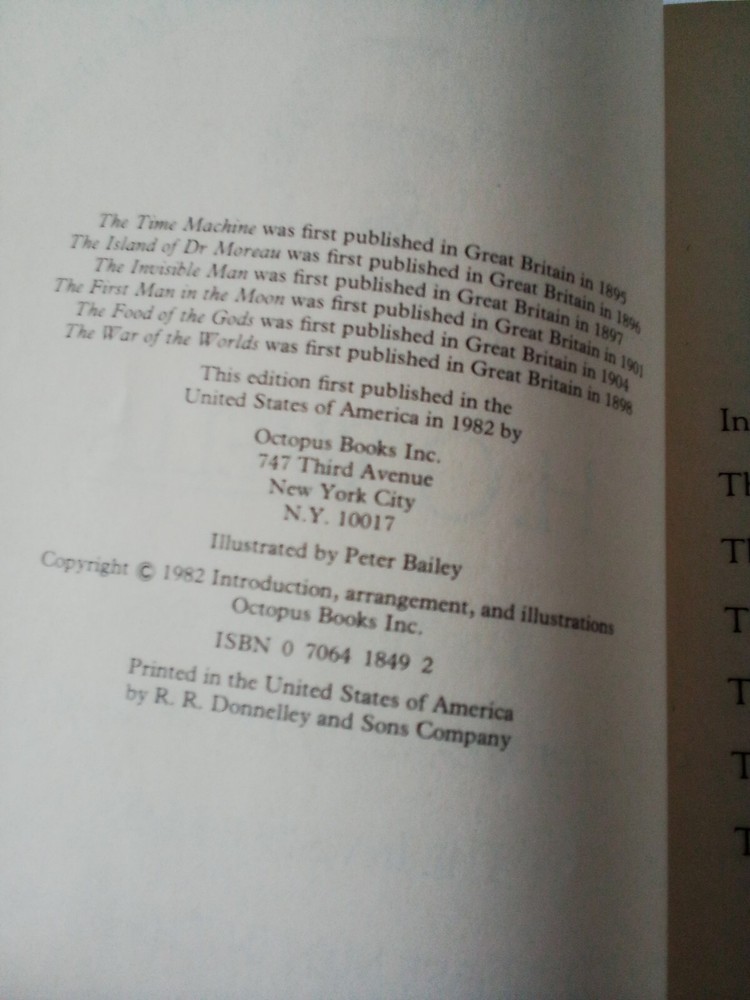 The Time Machine was first published in Great Britain in 1895
The Island of Dr Moreau was first published in Great Britain in 1896
The Invisible Man was first published in Great Britain in 1897
The First Man in the Moon was first published in Great Britain in 1901
The Food of the Gods was first published in Great Britain in 1904
The War of the Worlds was first published in Great Britain in 1898
This edition first published in the
United States of America in 1982 by
Octopus Books Inc.
747 Third Avenue
New York City
N.Y. 10017
Illustrated by Peter Bailey
Copyright © 1982 Introduction, arrangement, and illustrations
Octopus Books Inc.
ISBN 0 7064 1849 2
Printed in the United States of America
by R. R. Donnelley and Sons Company
In
Th
Th
T
T
T
T